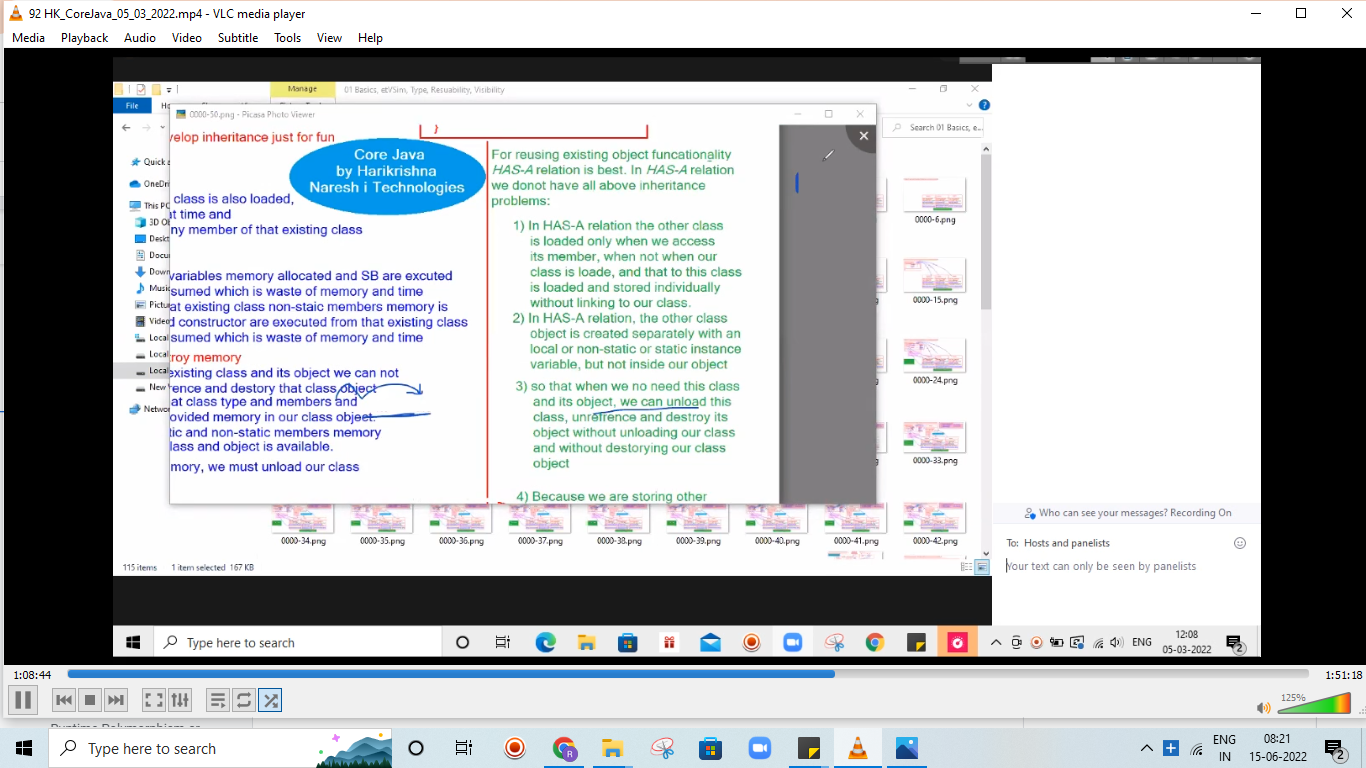 92 HK_CoreJava_05_03_2022.mp4 - VLC media player
Media Playback Audio Video Subtitle Tools View Help
Manage
01 Basics, etVSim, Type, Resuability, Visibility
File
0000-50.png - Picasa Photo Viewer
Search 01 Basics, e...
velop inheritance just for fun
Core Java
by Harikrishna
Naresh i Technologies
class is also loaded,
at time and
ny member of that existing class
variables memory allocated and SB are excuted
sumed which is waste of memory and time
at existing class non-staic members memory is
d constructor are executed from that existing class
sumed which is waste of memory and time
roy memory
existing class and its object we can not
rence and destory that class object
at class type and members and
ovided memory in our class object.
tic and non-static members memory
lass and object is available.
mory, we must unload our class
For reusing existing object funcationality
HAS-A relation is best. In HAS-A relation
we donot have all above inheritance
problems:
1) In HAS-A relation the other class
is loaded only when we access
its member, when not when our
class is loade, and that to this class
is loaded and stored individually
without linking to our class.
2) In HAS-A relation, the other class
object is created separately with an
local or non-static or static instance
variable, but not inside our object
3) so that when we no need this class
and its object, we can unload this
class, unrefrence and destroy its
object without unloading our class
and without destorying our class
object
4) Because we are storing other
Quick a
OneDriv
This PC
3D Ob
Deskt
Docu
Down
Music
Pictur
Video
Local
Local
Local
New
Netwo
0000-6.png
0000-15.png
0000-24.png
0000-33.png
0000-34.png 0000-35.png 0000-36.png 0000-37.png 0000-38.png 0000-39.png 0000-40.png 0000-41.png 0000-42.png
115 items 1 item selected 167 KB
Who can see your messages? Recording On
To: Hosts and panelists
Your text can only be seen by panelists
Type here to search
ENG
12:08
05-03-2022
2
1:08:44
1:51:18
125%
Type here to search
R
ENG
IN
08:21
15-06-2022
2